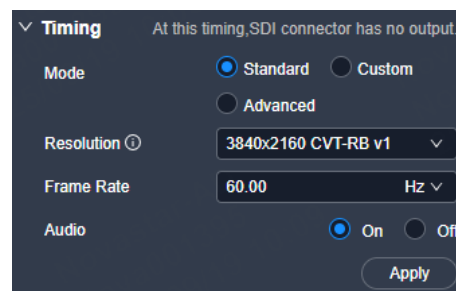 Timing At this timing,SDI connector has no output.
Mode Standard Custom
Advanced
Resolution 3840x2160 CVT-RB v1
Frame Rate 60.00 Hz
Audio On Off
Apply